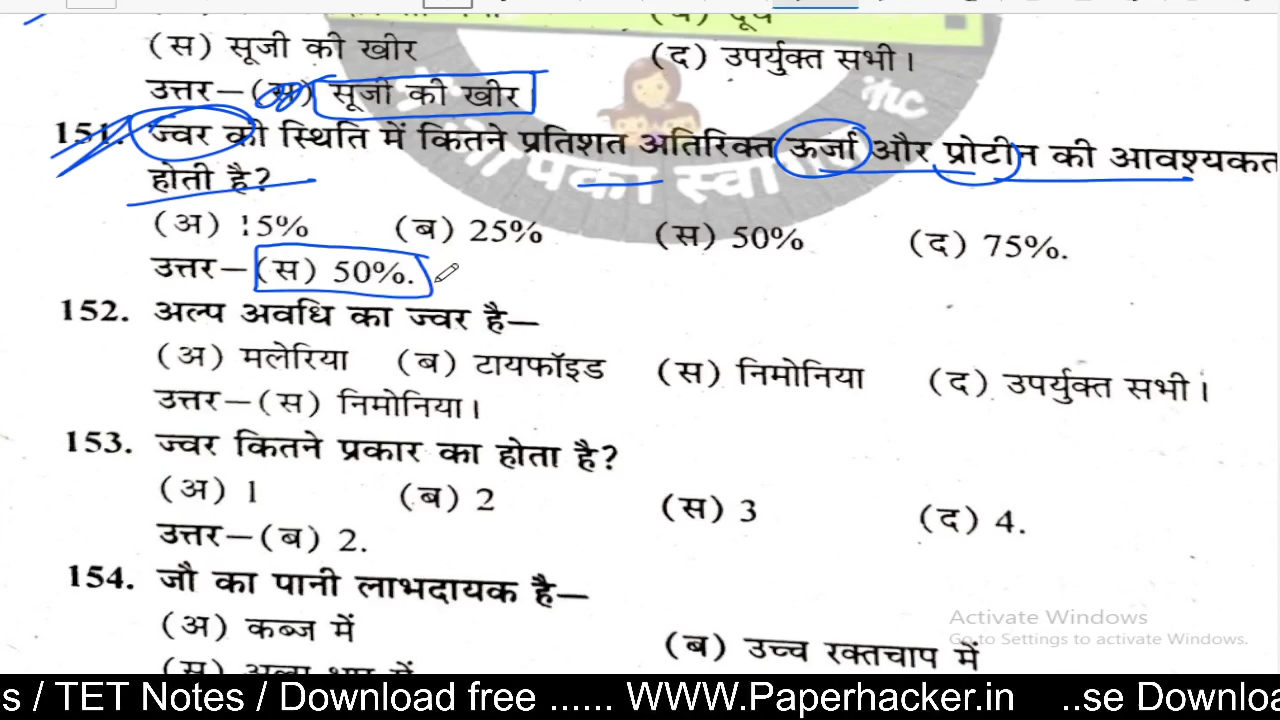 (ब) दूध
(स) सूजी की खीर (द) उपर्युक्त सभी।
उत्तर–(स) सूजी की खीर
151. ज्वर की स्थिति में कितने प्रतिशत अतिरिक्त ऊर्जा और प्रोटीन की आवश्यकत
होती है?
(अ) 15% (ब) 25% (स) 50% (द) 75%.
उत्तर–(स) 50%.
152. अल्प अवधि का ज्वर है–
(अ) मलेरिया (ब) टायफॉइड (स) निमोनिया (द) उपर्युक्त सभी।
उत्तर–(स) निमोनिया।
153. ज्वर कितने प्रकार का होता है?
(अ) 1 (ब) 2 (स) 3 (द) 4.
उत्तर–(ब) 2.
154. जौ का पानी लाभदायक है–
(अ) कब्ज में (ब) उच्च रक्तचाप में
Activate Windows
Go to Settings to activate Windows.
s / TET Notes / Download free ...... WWW.Paperhacker.in ..se Downloa